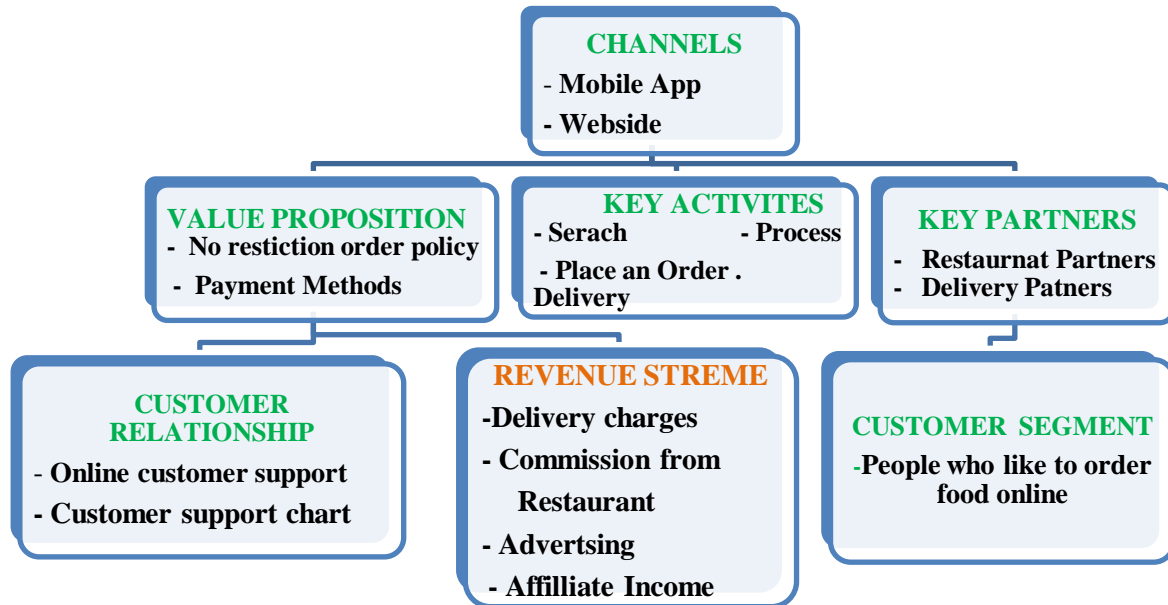 CHANNELS
- Mobile App
- Webside
VALUE PROPOSITION
- No restiction order policy
- Payment Methods
KEY ACTIVITES
- Serach - Process
- Place an Order .
Delivery
KEY PARTNERS
- Restaurnat Partners
- Delivery Patners
CUSTOMER
RELATIONSHIP
- Online customer support
- Customer support chart
REVENUE STREME
-Delivery charges
- Commission from
Restaurant
- Advertsing
- Affilliate Income
CUSTOMER SEGMENT
-People who like to order
food online